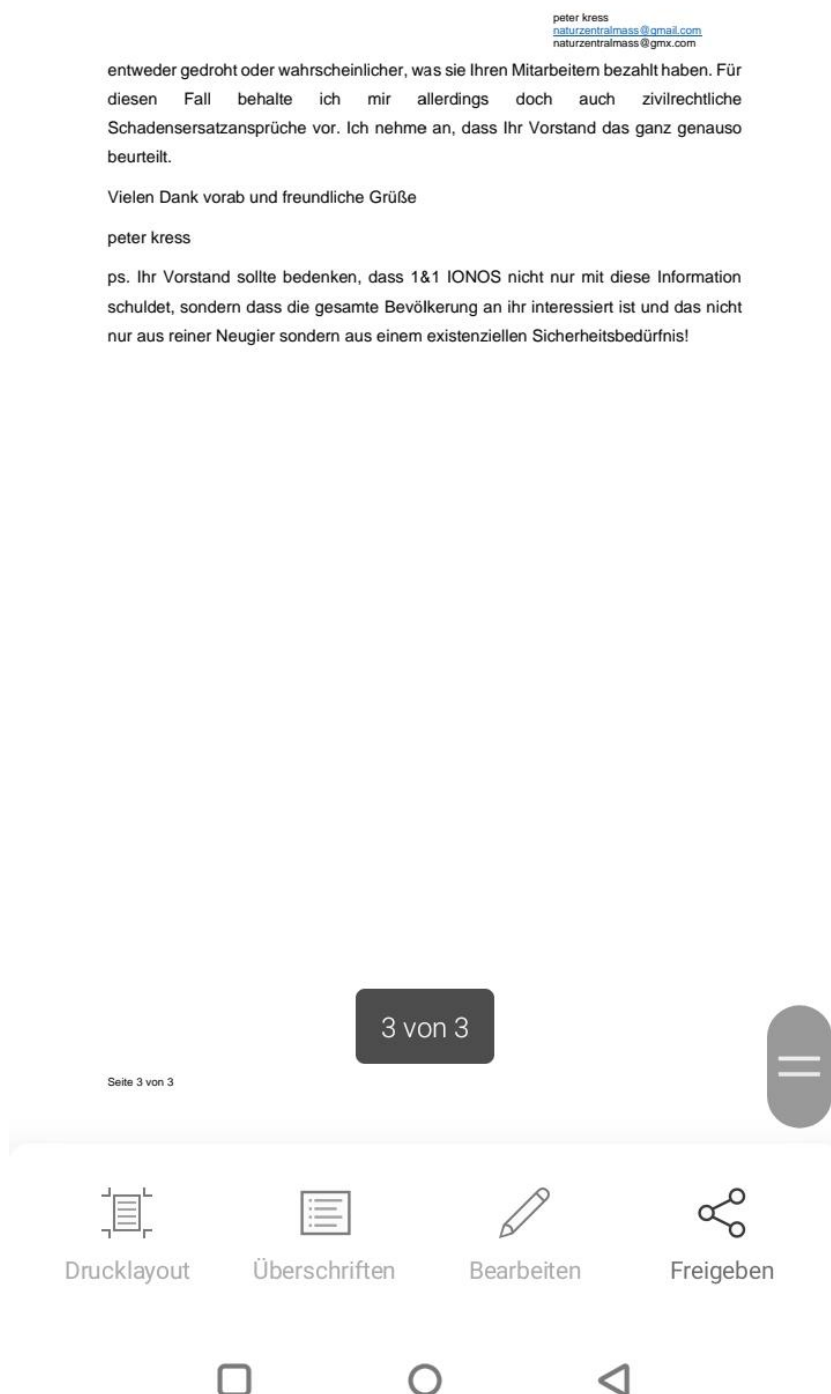 peter kress
naturzentralmass@gmail.com
naturzentralmass@gmx.com
entweder gedroht oder wahrscheinlicher, was sie Ihren Mitarbeitern bezahlt haben. Für
diesen Fall behalte ich mir allerdings doch auch zivilrechtliche
Schadensersatzansprüche vor. Ich nehme an, dass Ihr Vorstand das ganz genauso
beurteilt.
Vielen Dank vorab und freundliche Grüße
peter kress
ps. Ihr Vorstand sollte bedenken, dass 1&1 IONOS nicht nur mit diese Information
schuldet, sondern dass die gesamte Bevölkerung an ihr interessiert ist und das nicht
nur aus reiner Neugier sondern aus einem existenziellen Sicherheitsbedürfnis!
3 von 3
Seite 3 von 3
Drucklayout Überschriften Bearbeiten Freigeben